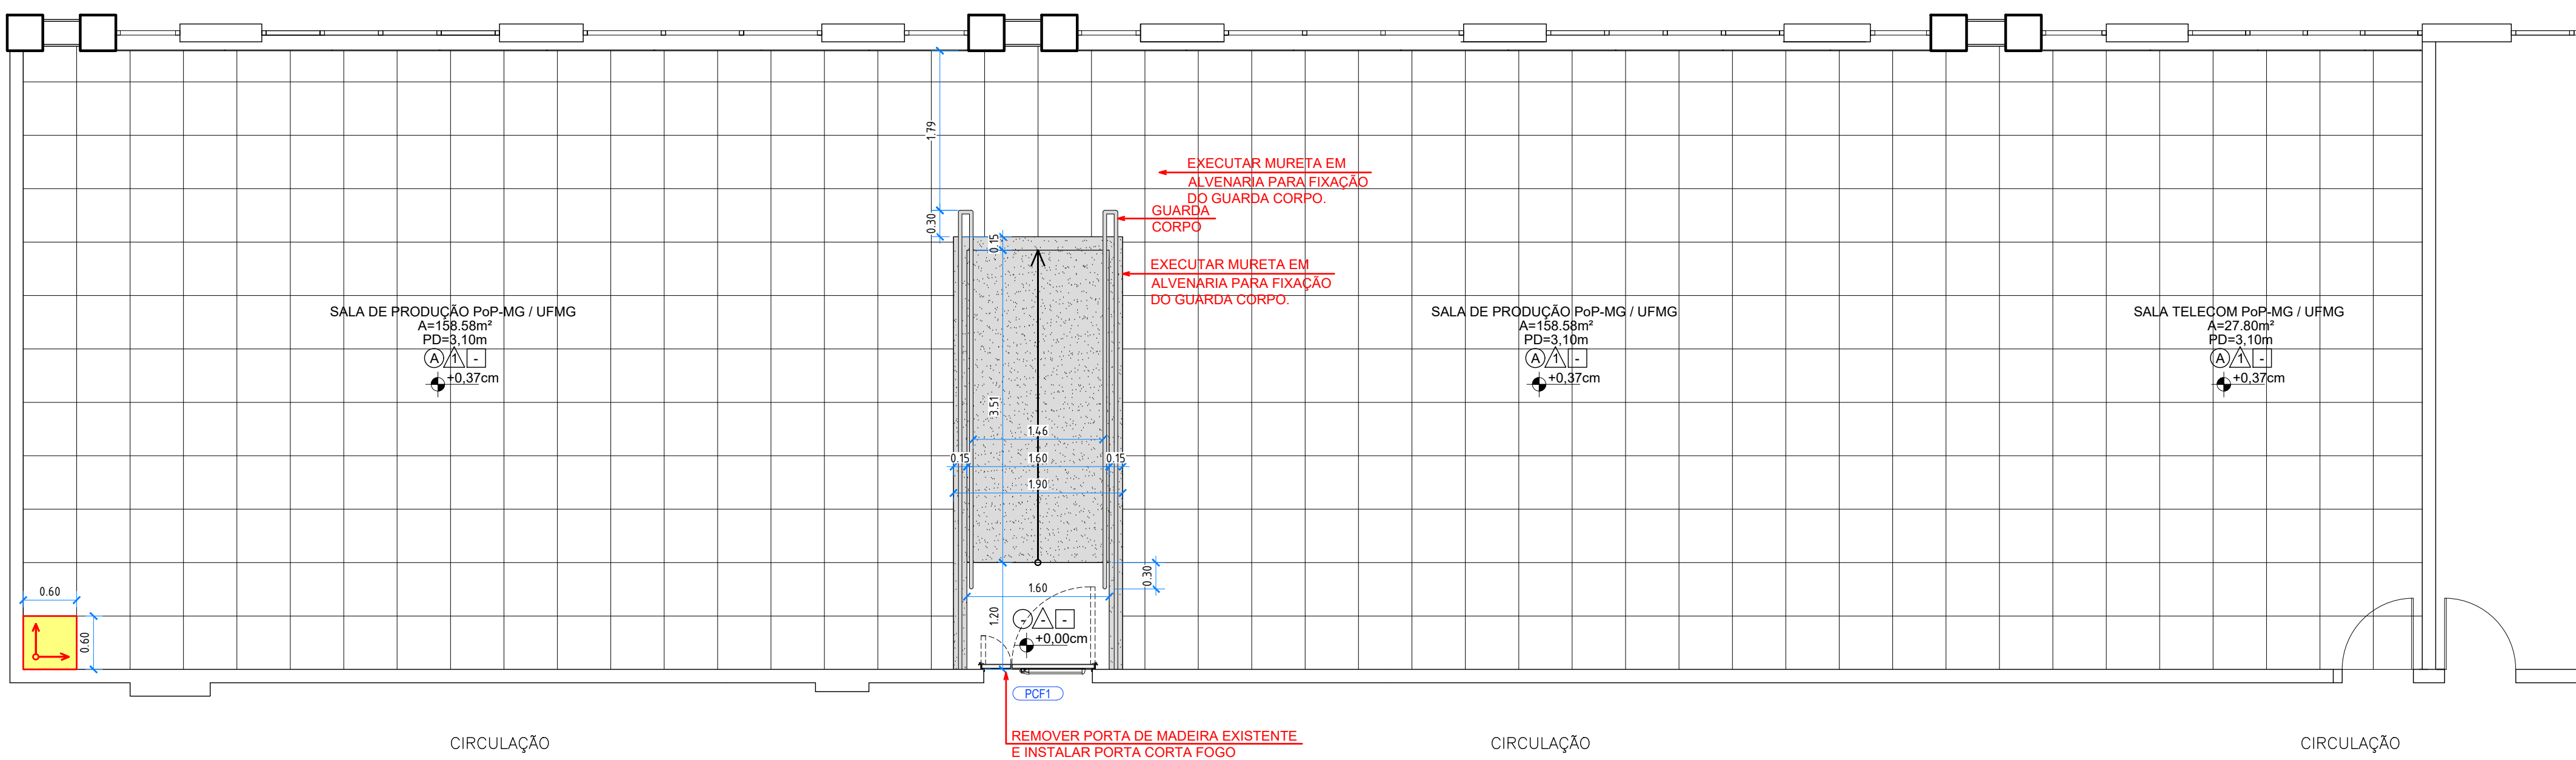 1.79
EXECUTAR MURETA EM
ALVENARIA PARA FIXAÇÃO
DO GUARDA CORPO.
GUARDA
CORPO
0.30
0.15
EXECUTAR MURETA EM
ALVENARIA PARA FIXAÇÃO
DO GUARDA CORPO.
SALA DE PRODUÇÃO PoP-MG / UFMG
A=158.58m²
PD=3,10m
A 1 -
+0,37cm
SALA DE PRODUÇÃO PoP-MG / UFMG
A=158.58m²
PD=3,10m
A 1 -
+0,37cm
SALA TELECOM PoP-MG / UFMG
A=27.80m²
PD=3,10m
A 1 -
+0,37cm
3.51
1.46
0.15
1.60
0.15
1.90
0.30
1.60
1.20
- - -
+0,00cm
0.60
0.60
PCF1
REMOVER PORTA DE MADEIRA EXISTENTE
E INSTALAR PORTA CORTA FOGO
CIRCULAÇÃO
CIRCULAÇÃO
CIRCULAÇÃO